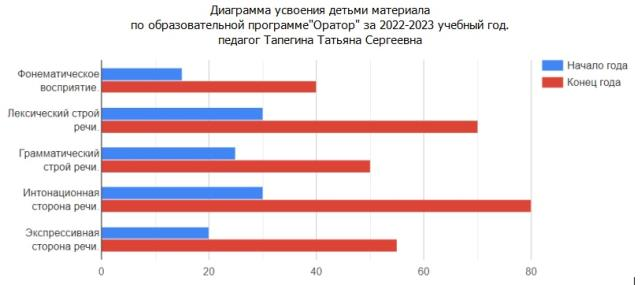 Диаграмма усвоения детьми материала
по образовательной программе"Оратор" за 2022-2023 учебный год.
педагог Тапегина Татьяна Сергеевна
Начало года
Конец года
Фонематическое
восприятие.
Лексический строй
речи.
Грамматический
строй речи.
Интонационная
сторона речи.
Экспрессивная
сторона речи.
0 20 40 60 80